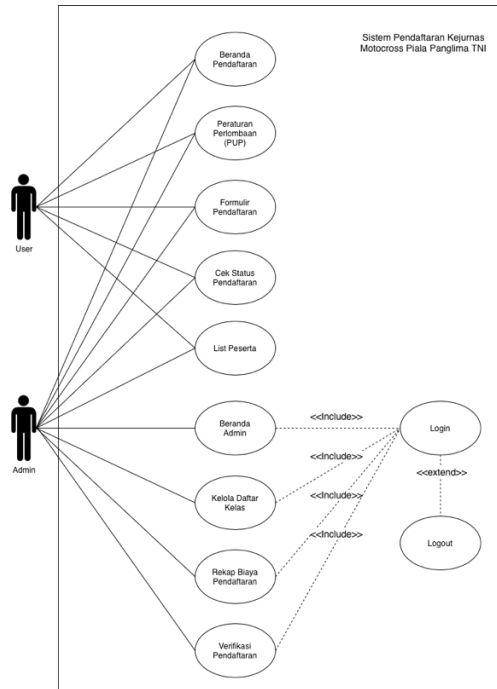 Sistem Pendaftaran Kejurnas
Motocross Piala Panglima TNI
Beranda
Pendaftaran
Peraturan
Perlombaan
(PUP)
User
Formulir
Pendaftaran
Cek Status
Pendaftaran
List Peserta
Admin
Beranda
Admin
<<Include>>
Login
<<Include>>
<<extend>>
Kelola Daftar
Kelas
<<Include>>
<<Include>>
Logout
Rekap Biaya
Pendaftaran
Verifikasi
Pendaftaran